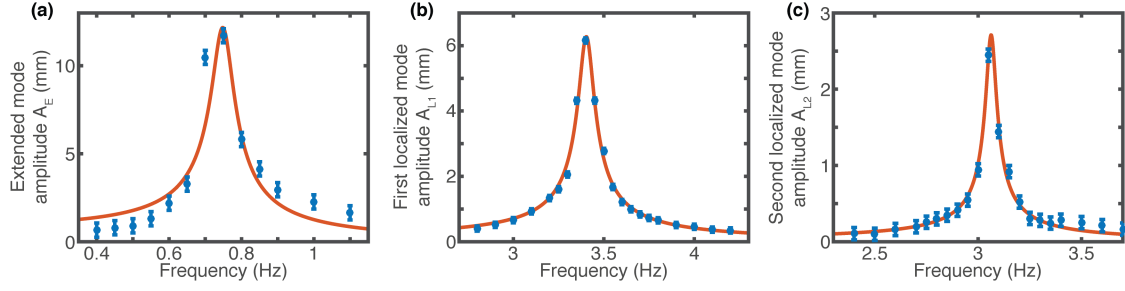 (a)
Extended mode
amplitude A_E (mm)
10
5
0
0.4 0.6 0.8 1
Frequency (Hz)
(b)
First localized mode
amplitude A_L1 (mm)
6
4
2
0
3 3.5 4
Frequency (Hz)
(c)
Second localized mode
amplitude A_L2 (mm)
3
2
1
0
2.5 3 3.5
Frequency (Hz)